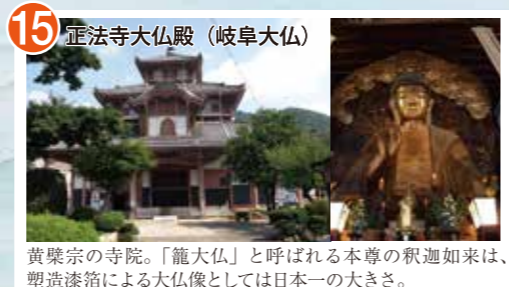 15 正法寺大仏殿（岐阜大仏）
黄檗宗の寺院。「籠大仏」と呼ばれる本尊の釈迦如来は、
塑造漆箔による大仏像としては日本一の大きさ。